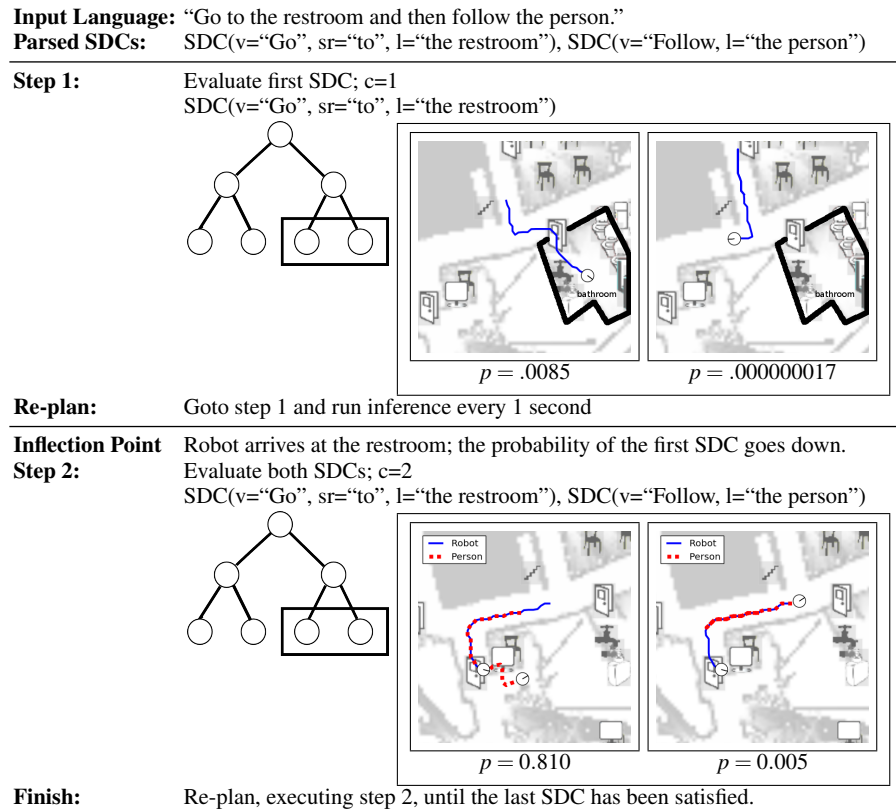 Input Language: “Go to the restroom and then follow the person.”
Parsed SDCs: SDC(v=“Go”, sr=“to”, l=“the restroom”), SDC(v=“Follow, l=“the person”)
Step 1: Evaluate first SDC; c=1
SDC(v=“Go”, sr=“to”, l=“the restroom”)
bathroom
bathroom
p = .0085
p = .000000017
Re-plan: Goto step 1 and run inference every 1 second
Inflection Point Robot arrives at the restroom; the probability of the first SDC goes down.
Step 2: Evaluate both SDCs; c=2
SDC(v=“Go”, sr=“to”, l=“the restroom”), SDC(v=“Follow, l=“the person”)
Robot
Person
Robot
Person
p = 0.810
p = 0.005
Finish: Re-plan, executing step 2, until the last SDC has been satisfied.